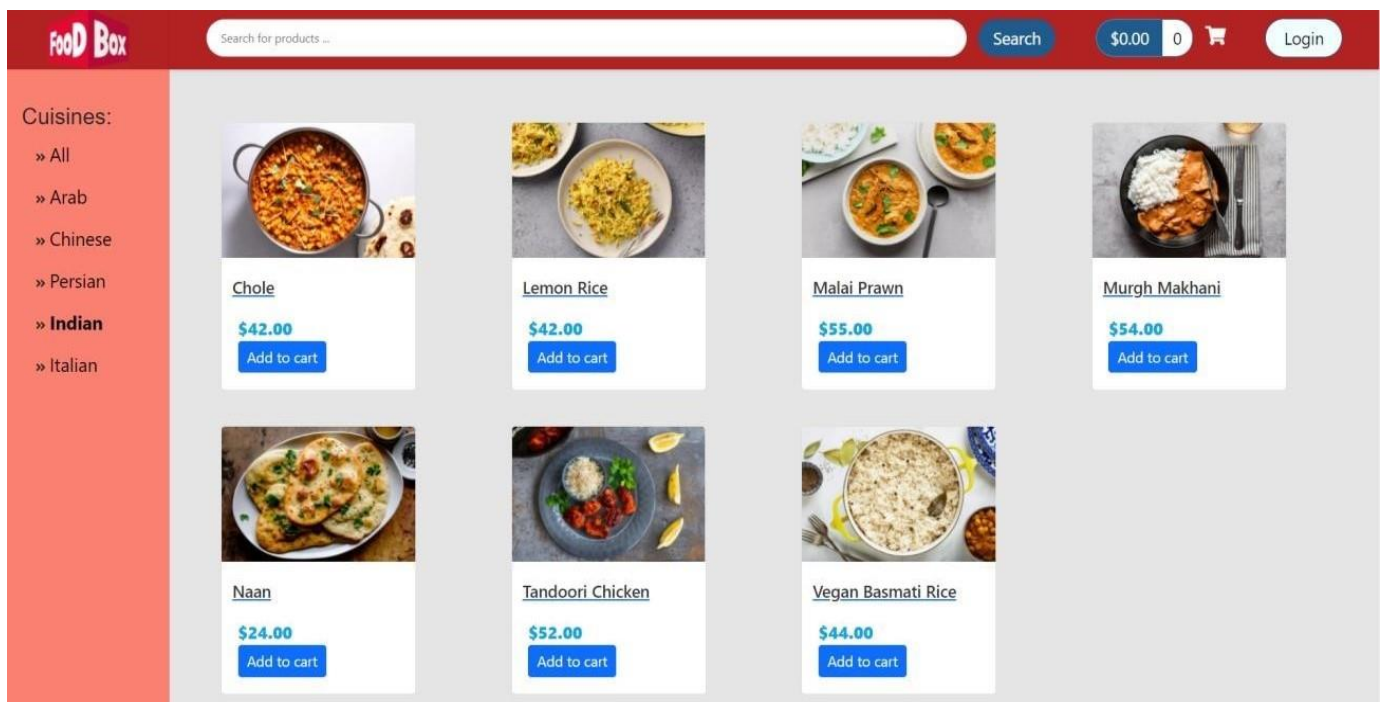 FooD Box
Search for products ...
Search
$0.00 0
Login
Cuisines:
» All
» Arab
» Chinese
» Persian
» Indian
» Italian
Chole
$42.00
Add to cart
Lemon Rice
$42.00
Add to cart
Malai Prawn
$55.00
Add to cart
Murgh Makhani
$54.00
Add to cart
Naan
$24.00
Add to cart
Tandoori Chicken
$52.00
Add to cart
Vegan Basmati Rice
$44.00
Add to cart